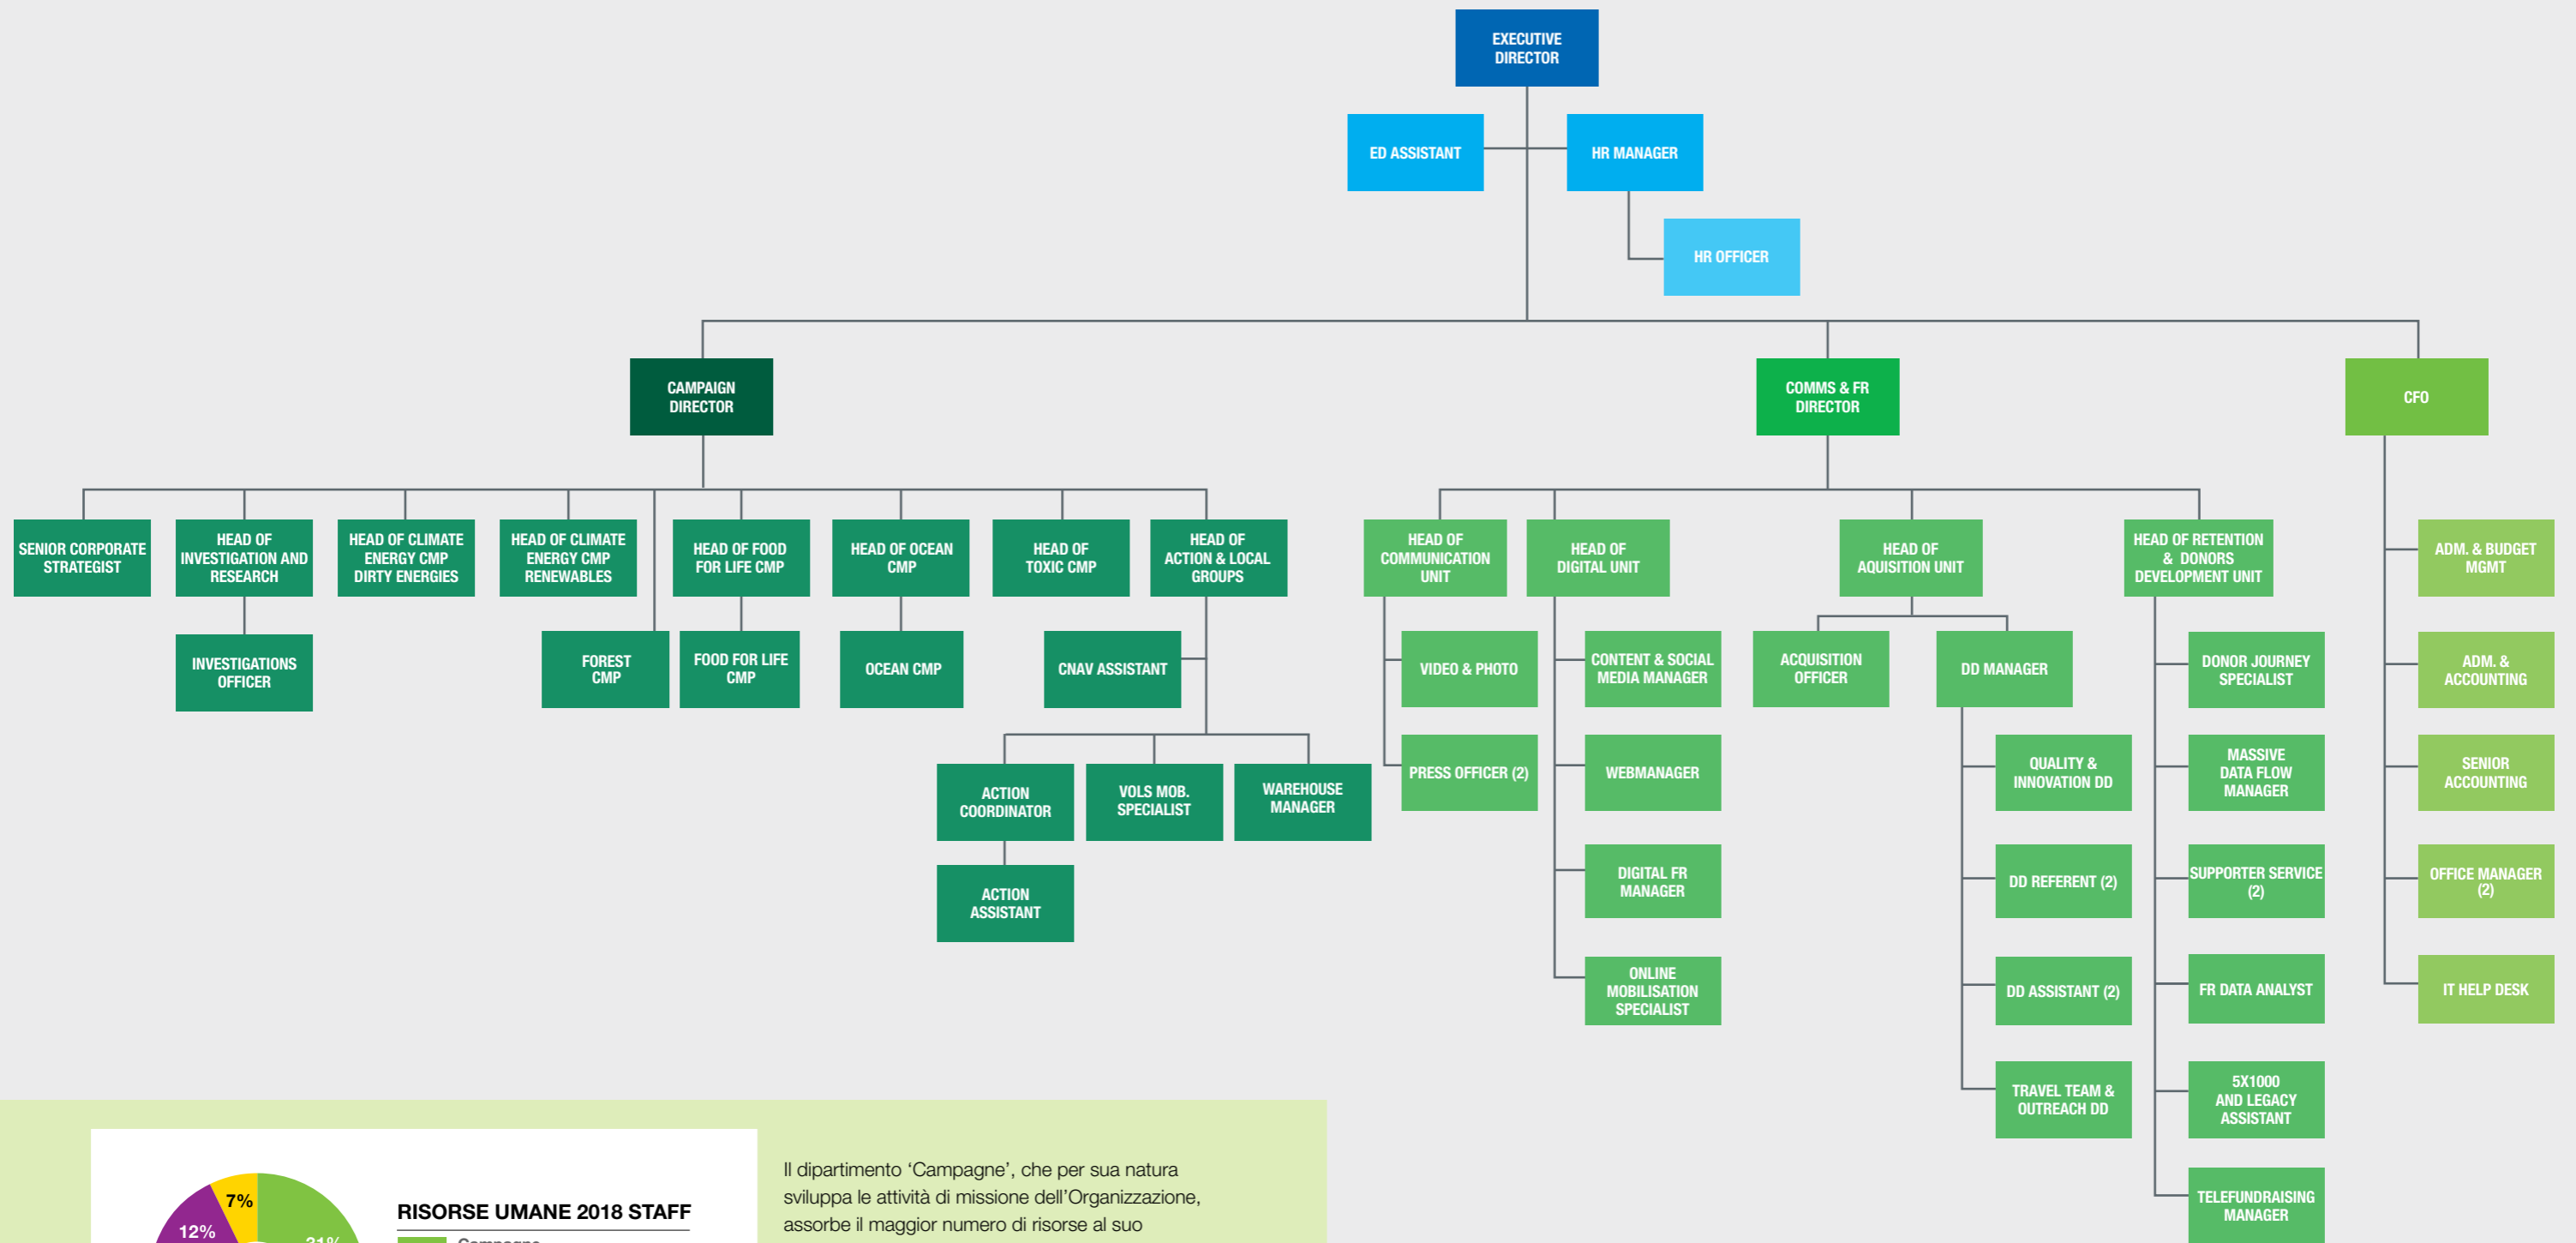 EXECUTIVE
DIRECTOR
ED ASSISTANT
HR MANAGER
HR OFFICER
CAMPAIGN
DIRECTOR
COMMS & FR
DIRECTOR
CFO
SENIOR CORPORATE
STRATEGIST
HEAD OF
INVESTIGATION AND
RESEARCH
HEAD OF CLIMATE
ENERGY CMP
DIRTY ENERGIES
HEAD OF CLIMATE
ENERGY CMP
RENEWABLES
HEAD OF FOOD
FOR LIFE CMP
HEAD OF OCEAN
CMP
HEAD OF
TOXIC CMP
HEAD OF
ACTION & LOCAL
GROUPS
HEAD OF
COMMUNICATION
UNIT
HEAD OF
DIGITAL UNIT
HEAD OF
AQUISITION UNIT
HEAD OF RETENTION
& DONORS
DEVELOPMENT UNIT
ADM. & BUDGET
MGMT
INVESTIGATIONS
OFFICER
FOREST
CMP
FOOD FOR LIFE
CMP
OCEAN CMP
CNAV ASSISTANT
VIDEO & PHOTO
CONTENT & SOCIAL
MEDIA MANAGER
ACQUISITION
OFFICER
DD MANAGER
DONOR JOURNEY
SPECIALIST
ADM. &
ACCOUNTING
ACTION
COORDINATOR
VOLS MOB.
SPECIALIST
WAREHOUSE
MANAGER
PRESS OFFICER (2)
WEBMANAGER
QUALITY &
INNOVATION DD
MASSIVE
DATA FLOW
MANAGER
SENIOR
ACCOUNTING
ACTION
ASSISTANT
DIGITAL FR
MANAGER
DD REFERENT (2)
SUPPORTER SERVICE
(2)
OFFICE MANAGER
(2)
ONLINE
MOBILISATION
SPECIALIST
DD ASSISTANT (2)
FR DATA ANALYST
IT HELP DESK
TRAVEL TEAM &
OUTREACH DD
5X1000
AND LEGACY
ASSISTANT
TELEFUNDRAISING
MANAGER
7%
12%
31%
RISORSE UMANE 2018 STAFF
Campagne
Il dipartimento ‘Campagne’, che per sua natura
sviluppa le attività di missione dell’Organizzazione,
assorbe il maggior numero di risorse al suo